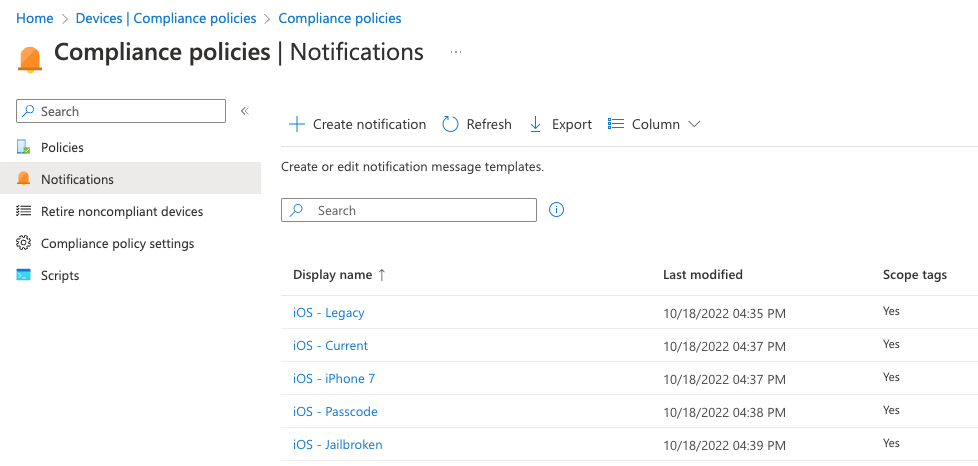 Home > Devices | Compliance policies > Compliance policies
Compliance policies | Notifications ...
Search «
Policies
Notifications
Retire noncompliant devices
Compliance policy settings
Scripts
Create notification Refresh Export Column
Create or edit notification message templates.
Search
Display name ↑ Last modified Scope tags
iOS - Legacy 10/18/2022 04:35 PM Yes
iOS - Current 10/18/2022 04:37 PM Yes
iOS - iPhone 7 10/18/2022 04:37 PM Yes
iOS - Passcode 10/18/2022 04:38 PM Yes
iOS - Jailbroken 10/18/2022 04:39 PM Yes